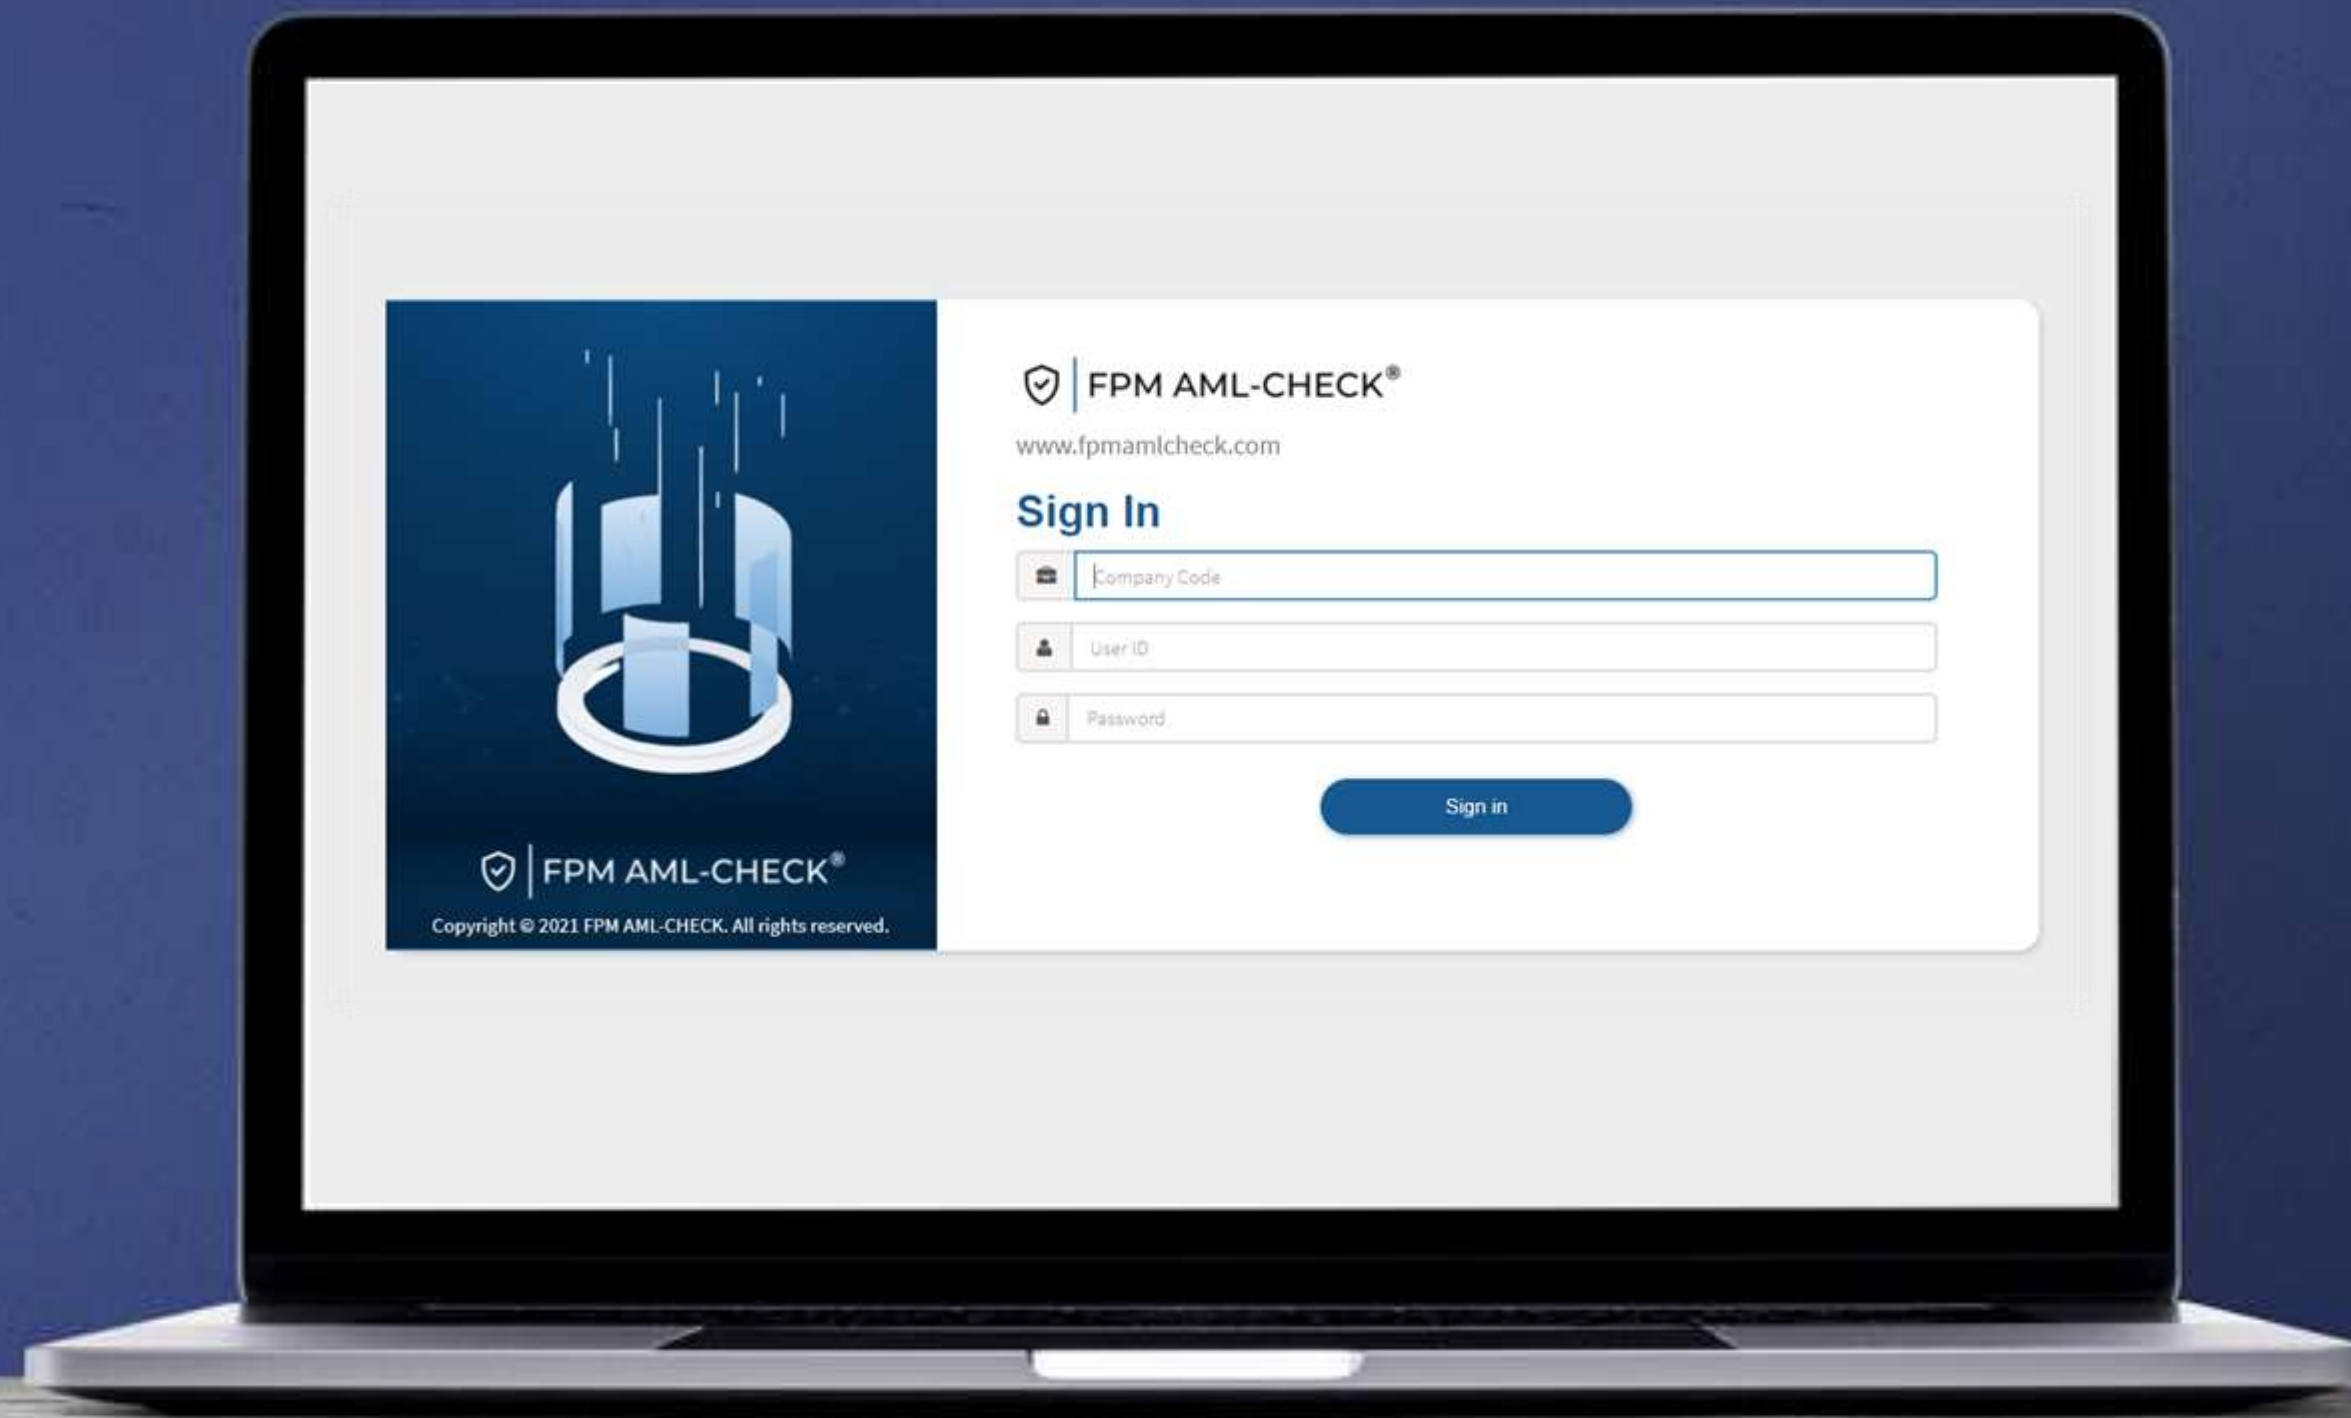 FPM AML-CHECK®
Copyright © 2021 FPM AML-CHECK. All rights reserved.
FPM AML-CHECK®
www.fpmamlcheck.com
Sign In
Company Code
User ID
Password
Sign in